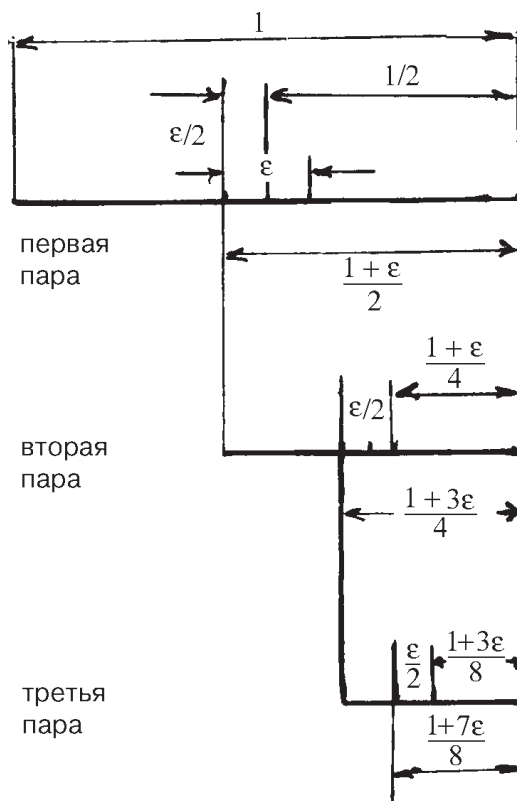 1
1/2
ε/2
ε
первая
пара
1 + ε
2
1 + ε
4
ε/2
вторая
пара
1 + 3ε
4
ε
2
1+3ε
8
третья
пара
1+7ε
8